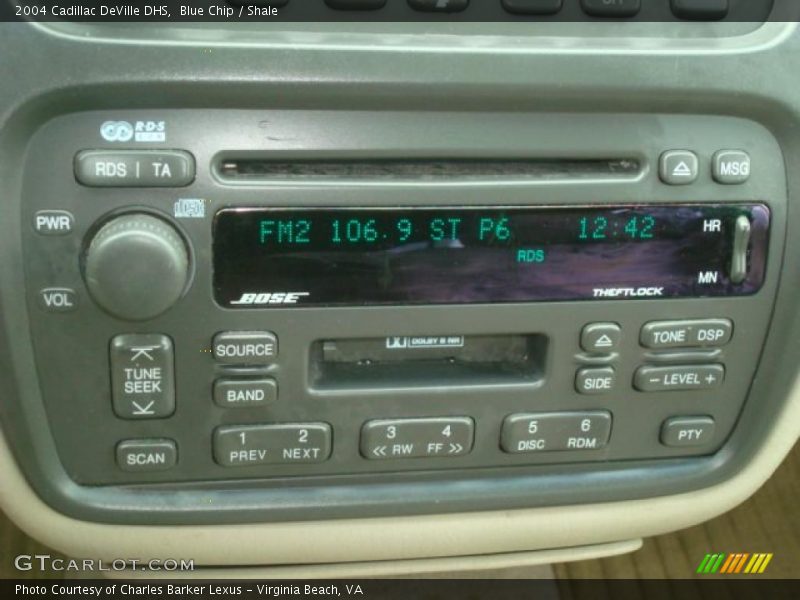 2004 Cadillac DeVille DHS,  Blue Chip / Shale
RDS
RDS | TA
MSG
PWR
FM2 106.9 ST P6 12:42
HR
RDS
MN
BOSE
THEFTLOCK
VOL
DOLBY B NR
TUNE
SEEK
SOURCE
BAND
TONE DSP
SIDE
- LEVEL +
SCAN
1 2
PREV NEXT
3 4
<< RW FF >>
5 6
DISC RDM
PTY
GTCARLOT.COM
Photo Courtesy of Charles Barker Lexus - Virginia Beach, VA